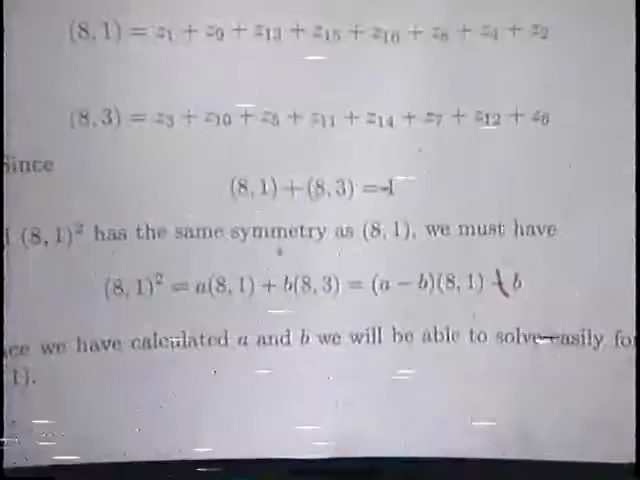 (8, 1) = z₁ + z₉ + z₁₃ + z₁₅ + z₁₆ + z₈ + z₄ + z₂
(8, 3) = z₃ + z₁₀ + z₅ + z₁₁ + z₁₄ + z₇ + z₁₂ + z₆
Since
(8, 1) + (8, 3) = -1
(8, 1)² has the same symmetry as (8, 1), we must have
(8, 1)² = a(8, 1) + b(8, 3) = (a − b)(8, 1) b
we have calculated a and b we will be able to solve easily for
1).